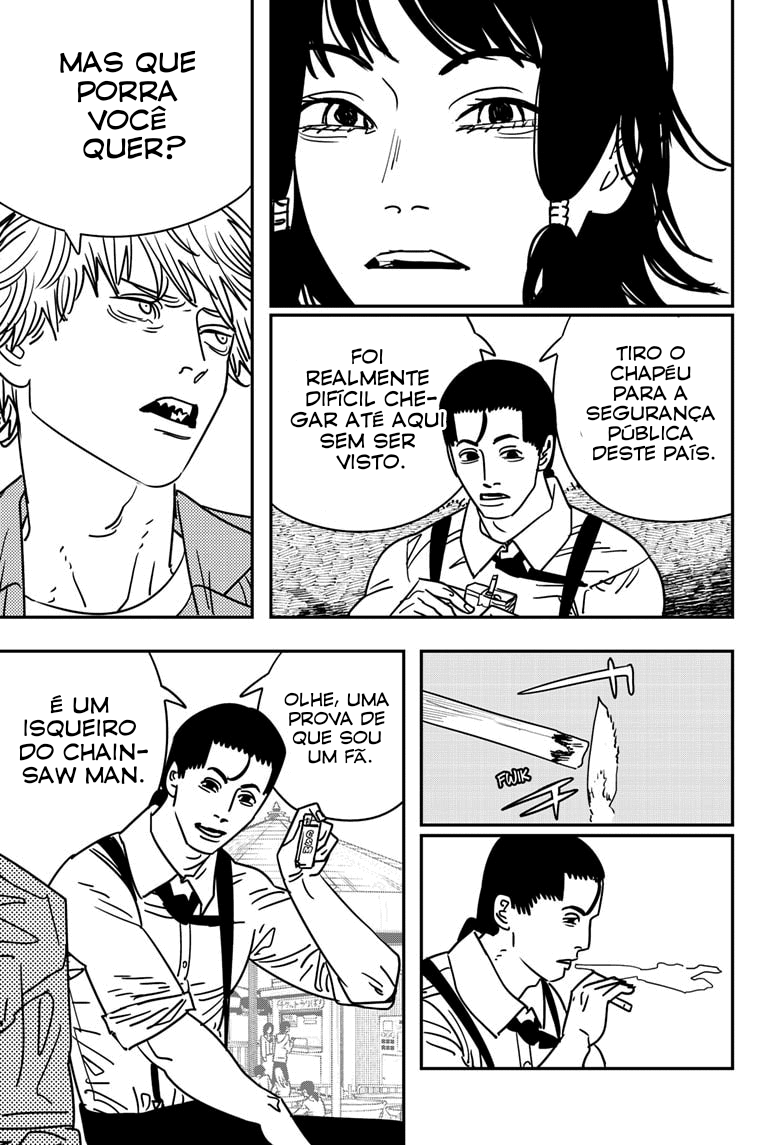 MAS QUE
PORRA
VOCÊ
QUER?
TIRO O
CHAPÉU
PARA A
SEGURANÇA
PÚBLICA
DESTE PAÍS.
FOI
REALMENTE
DIFÍCIL CHE-
GAR ATÉ AQUI
SEM SER
VISTO.
FWIK
OLHE, UMA
PROVA DE
QUE SOU
UM FÃ.
É UM
ISQUEIRO
DO CHAIN-
SAW MAN.